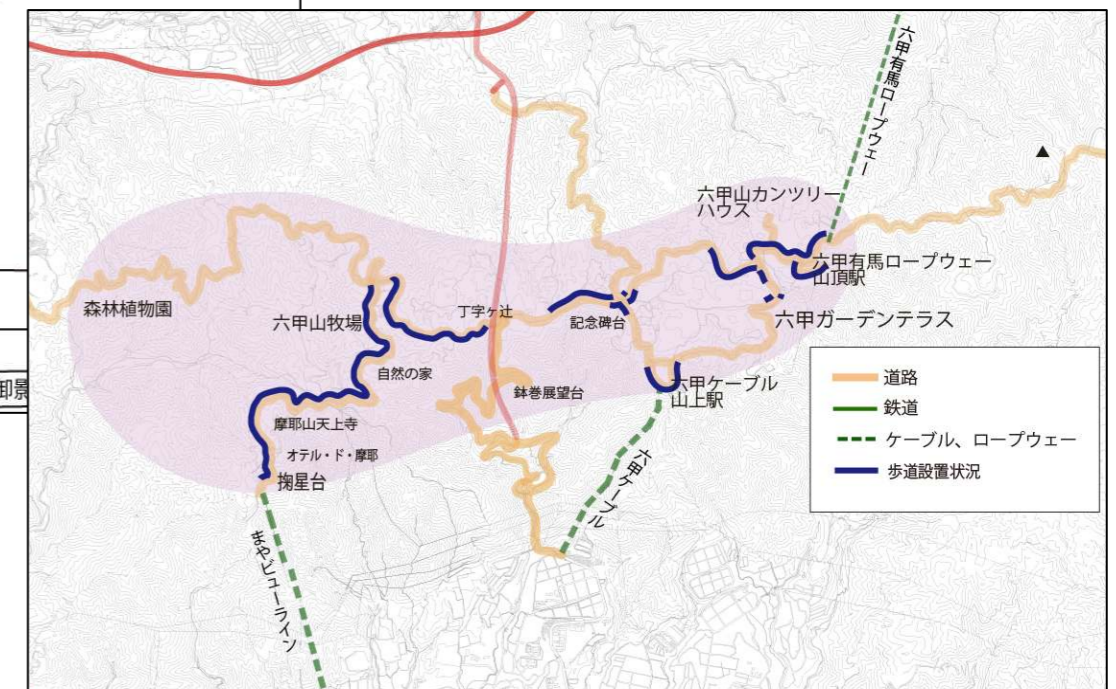 六甲有馬ロープウェー
六甲山カンツリー
ハウス
六甲有馬ロープウェー
山頂駅
森林植物園
丁字ヶ辻
六甲山牧場
記念碑台
六甲ガーデンテラス
自然の家
鉢巻展望台
六甲ケーブル
山上駅
摩耶山天上寺
オテル・ド・摩耶
掬星台
六甲ケーブル
まやビューライン
道路
鉄道
ケーブル、ロープウェー
歩道設置状況